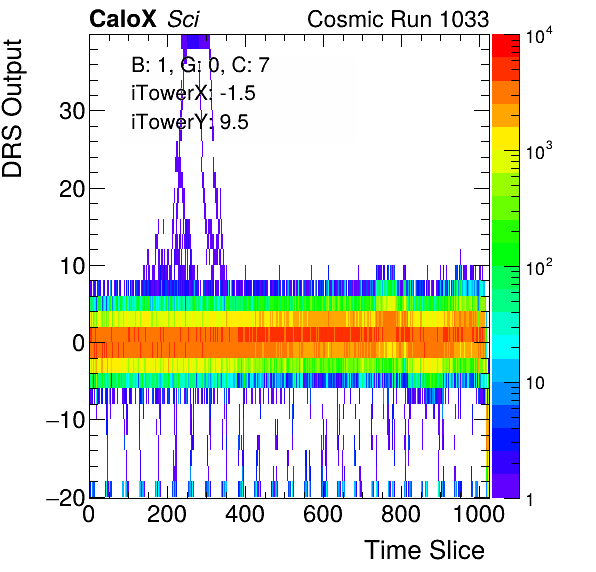 CaloX Sci Cosmic Run 1033
DRS Output
B: 1, G: 0, C: 7
iTowerX: -1.5
iTowerY: 9.5
30
20
10
0
−10
−20
0 200 400 600 800 1000
Time Slice
10⁴
10³
10²
10
1